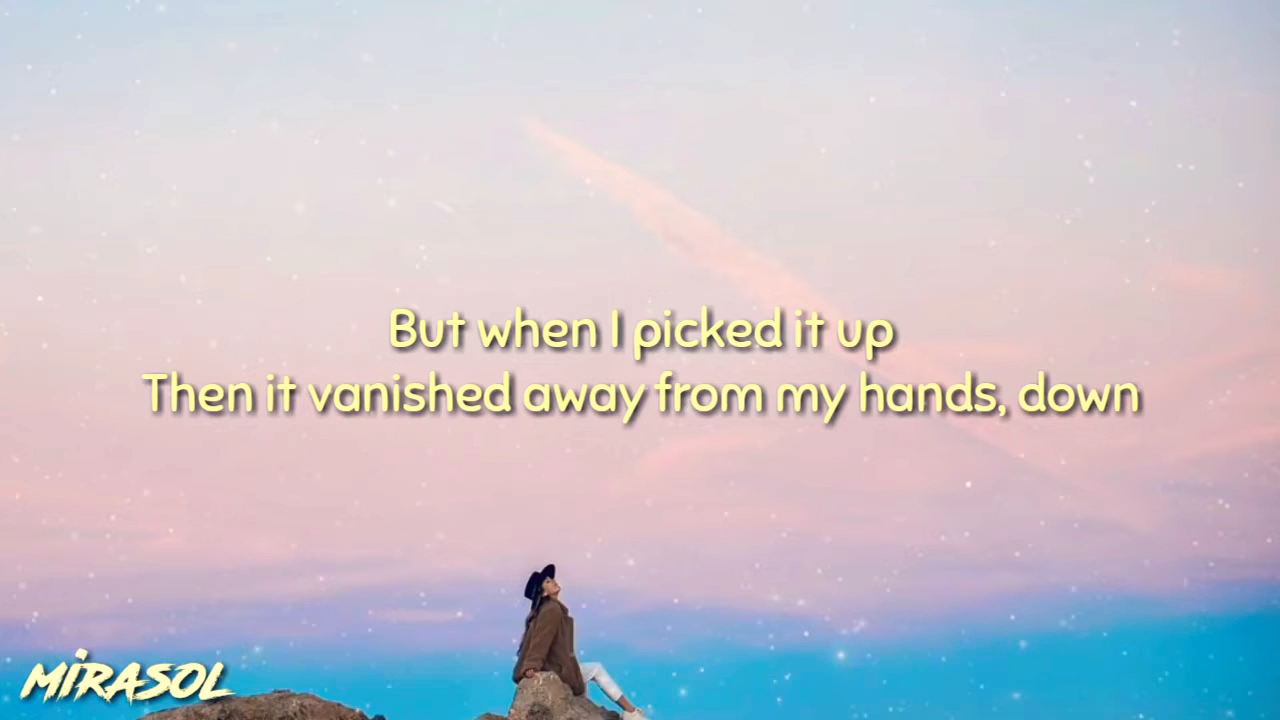 But when I picked it up
Then it vanished away from my hands, down
MiRASOL